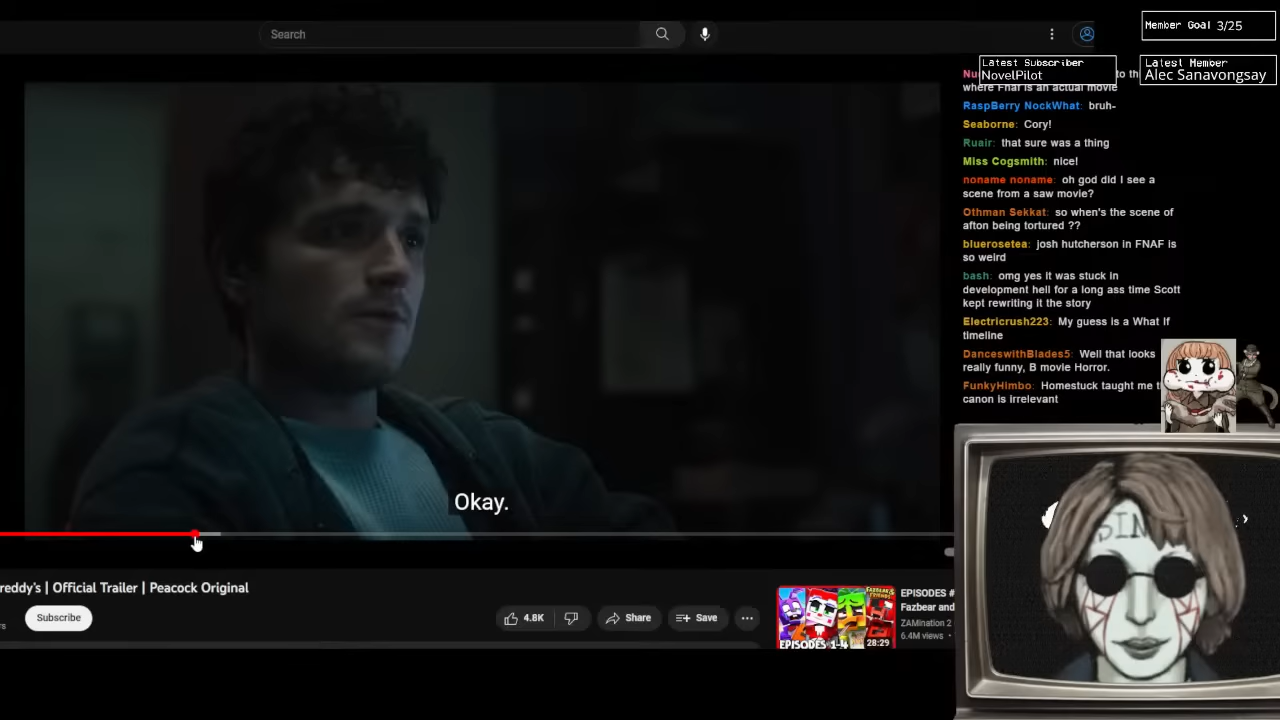 Search
Member Goal 3/25
Latest Subscriber
NovelPilot
Latest Member
Alec Sanavongsay
to th
where Fnaf is an actual movie
RaspBerry NockWhat: bruh-
Seaborne: Cory!
Ruair: that sure was a thing
Miss Cogsmith: nice!
noname noname: oh god did I see a
scene from a saw movie?
Othman Sekkat: so when's the scene of
afton being tortured ??
bluerosetea: josh hutcherson in FNAF is
so weird
bash: omg yes it was stuck in
development hell for a long ass time Scott
kept rewriting it the story
Electricrush223: My guess is a What If
timeline
DanceswithBlades5: Well that looks
really funny, B movie Horror.
FunkyHimbo: Homestuck taught me t
canon is irrelevant
Okay.
SIN
reddy's | Official Trailer | Peacock Original
Subscribe
4.8K
Share
Save
EPISODES 1-4
28:29
EPISODES #
Fazbear and
ZAMination 2
6.4M views •